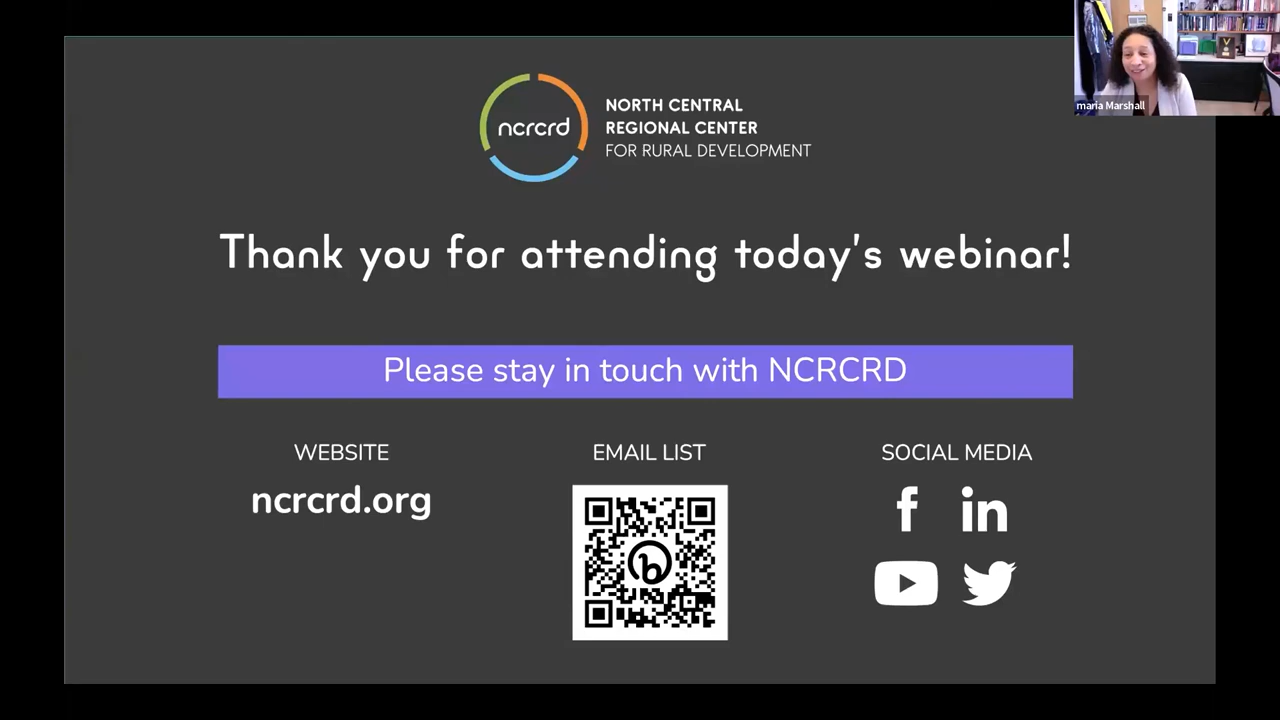 maria Marshall
ncrcrd
NORTH CENTRAL
REGIONAL CENTER
FOR RURAL DEVELOPMENT
Thank you for attending today's webinar!
Please stay in touch with NCRCRD
WEBSITE
ncrcrd.org
EMAIL LIST
b
SOCIAL MEDIA
f
in